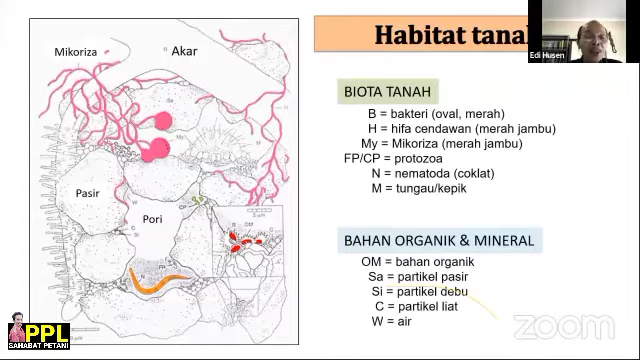 Habitat tana
Edi Husen
Mikoriza
Akar
Pasir
Pori
BIOTA TANAH
B = bakteri (oval, merah)
H = hifa cendawan (merah jambu)
My = Mikoriza (merah jambu)
FP/CP = protozoa
N = nematoda (coklat)
M = tungau/kepik
BAHAN ORGANIK & MINERAL
OM = bahan organik
Sa = partikel pasir
Si = partikel debu
C = partikel liat
W = air
PPL
SAHABAT PETANI
zoom